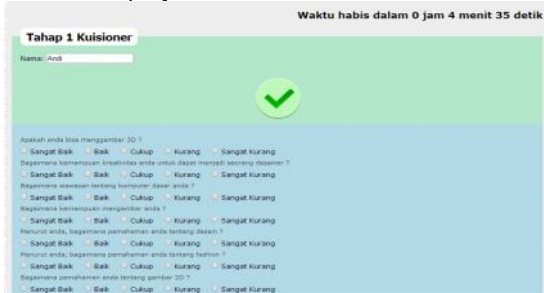 Waktu habis dalam 0 jam 4 menit 35 detik
Tahap 1 Kuisioner
Nama: Andi
Apakah anda bisa menggambar 2D ?
Sangat Baik Baik Cukup Kurang Sangat Kurang
Bagaimana kemampuan kreativitas anda untuk dapat menjadi seorang desainer ?
Sangat Baik Baik Cukup Kurang Sangat Kurang
Bagaimana wawasan tentang komputer dasar anda ?
Sangat Baik Baik Cukup Kurang Sangat Kurang
Bagaimana kemampuan mengambar anda ?
Sangat Baik Baik Cukup Kurang Sangat Kurang
Menurut anda, bagaimana pemahaman anda tentang desain ?
Sangat Baik Baik Cukup Kurang Sangat Kurang
Menurut anda, bagaimana pemahaman anda tentang fashion ?
Sangat Baik Baik Cukup Kurang Sangat Kurang
Bagaimana pemahaman anda tentang gambar 2D ?
Sangat Baik Baik Cukup Kurang Sangat Kurang